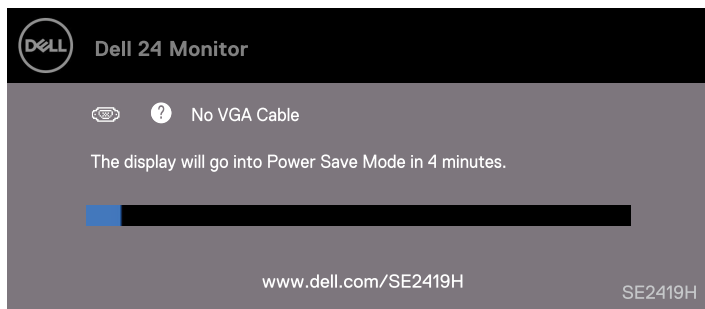 DELL
Dell 24 Monitor
? No VGA Cable
The display will go into Power Save Mode in 4 minutes.
www.dell.com/SE2419H
SE2419H